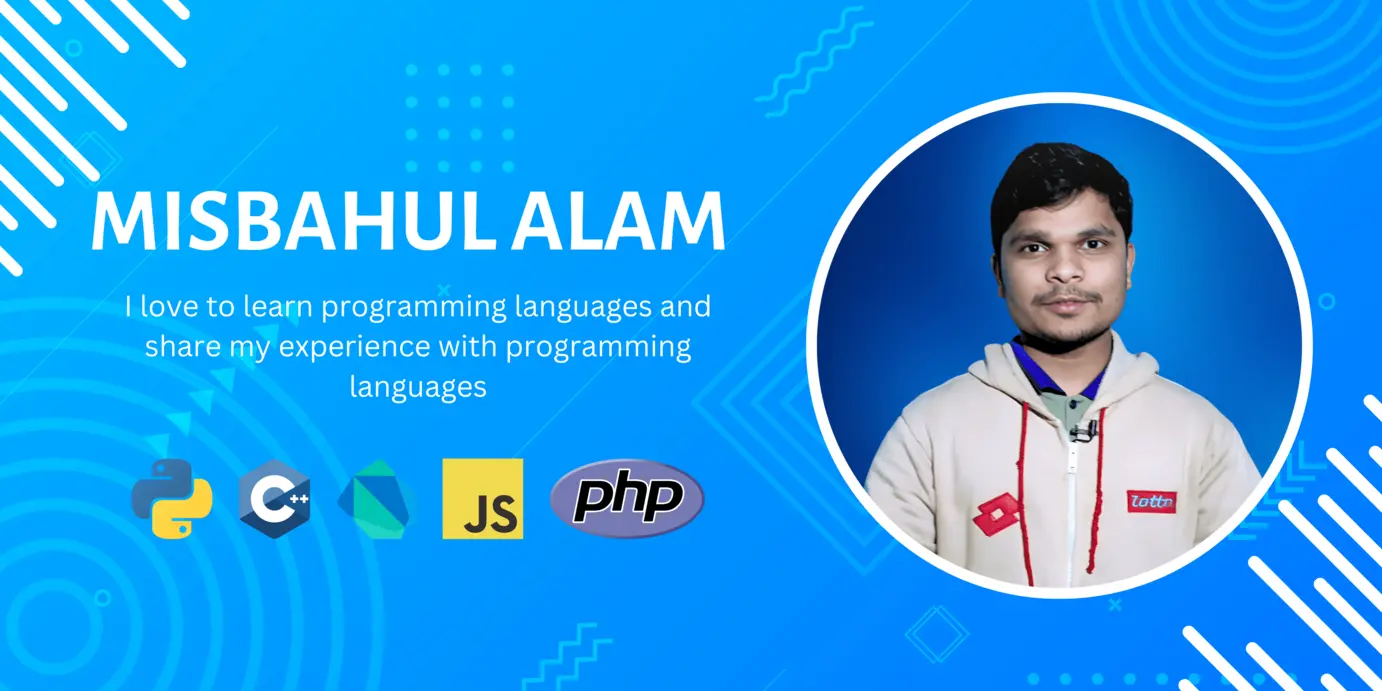 MISBAHUL ALAM
I love to learn programming languages and
share my experience with programming
languages
C++
JS
php
lotto